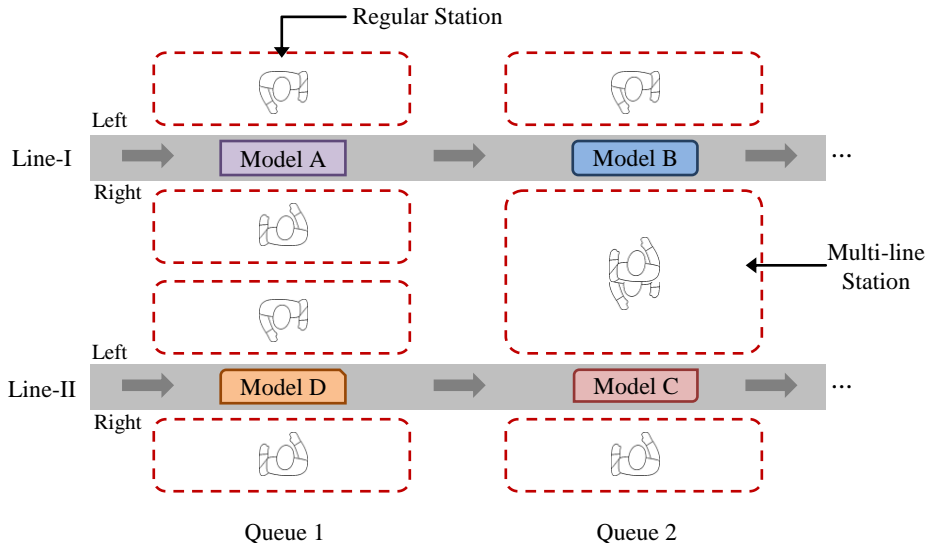 Regular Station
Left
Line-I
Model A
Model B
...
Right
Multi-line
Station
Left
Line-II
Model D
Model C
...
Right
Queue 1
Queue 2